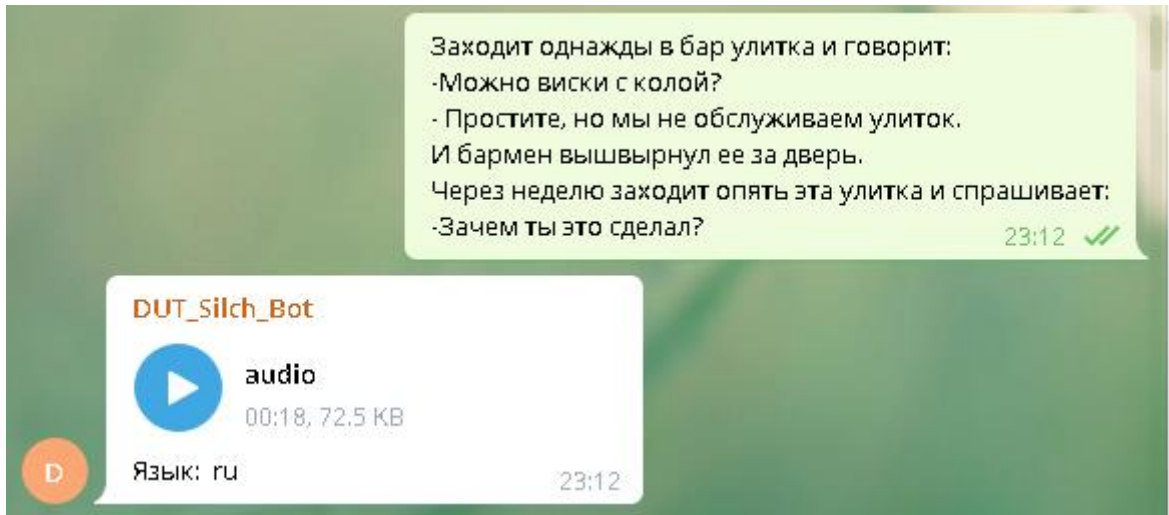 Заходит однажды в бар улитка и говорит:
-Можно виски с колой?
- Простите, но мы не обслуживаем улиток.
И бармен вышвырнул ее за дверь.
Через неделю заходит опять эта улитка и спрашивает:
-Зачем ты это сделал?
23:12
DUT_Silch_Bot
audio
00:18, 72.5 KB
D
Язык: ru
23:12